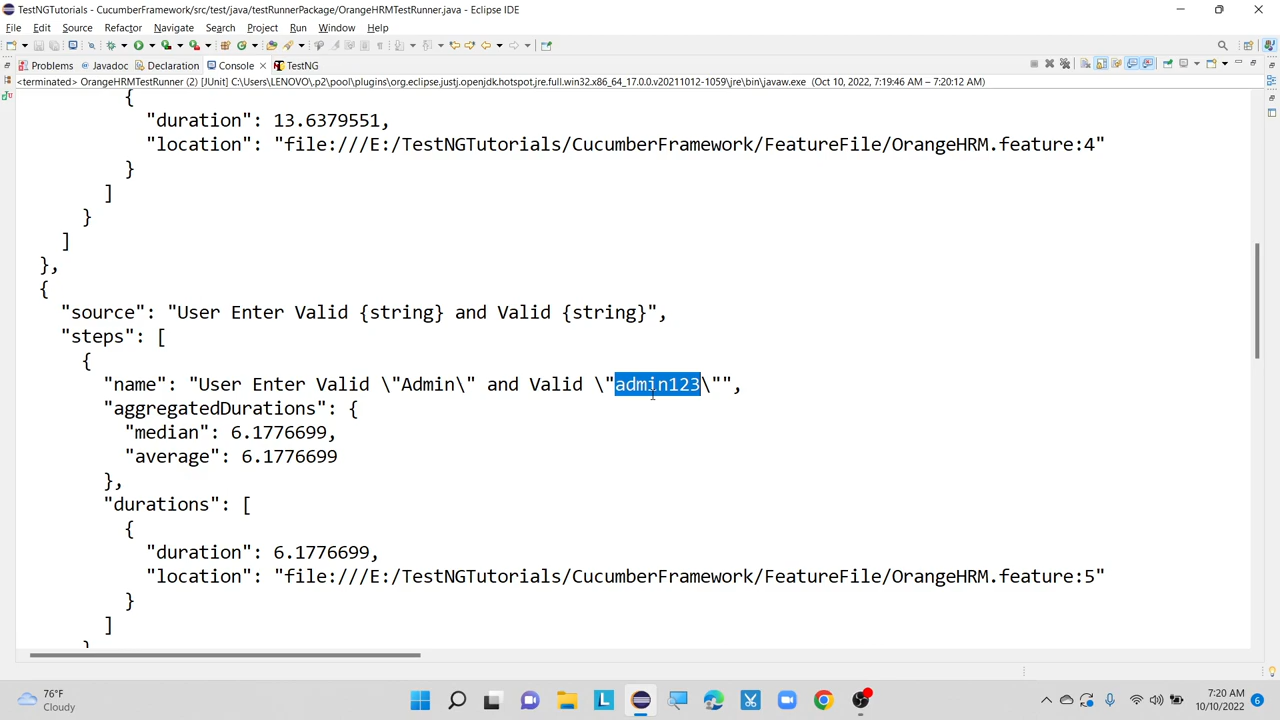 TestNGTutorials - CucumberFramework/src/test/java/testRunnerPackage/OrangeHRMTestRunner.java - Eclipse IDE
File Edit Source Refactor Navigate Search Project Run Window Help
Problems Javadoc Declaration Console TestNG
<terminated> OrangeHRMTestRunner (2) [JUnit] C:\Users\LENOVO\.p2\pool\plugins\org.eclipse.justj.openjdk.hotspot.jre.full.win32.x86_64_17.0.0.v20211012-1059\jre\bin\javaw.exe (Oct 10, 2022, 7:19:46 AM – 7:20:12 AM)
{
"duration": 13.6379551,
"location": "file:///E:/TestNGTutorials/CucumberFramework/FeatureFile/OrangeHRM.feature:4"
}
]
}
]
},
{
"source": "User Enter Valid {string} and Valid {string}",
"steps": [
{
"name": "User Enter Valid \"Admin\" and Valid \"admin123\"",
"aggregatedDurations": {
"median": 6.1776699,
"average": 6.1776699
},
"durations": [
{
"duration": 6.1776699,
"location": "file:///E:/TestNGTutorials/CucumberFramework/FeatureFile/OrangeHRM.feature:5"
}
]
76°F
Cloudy
7:20 AM
10/10/2022
6